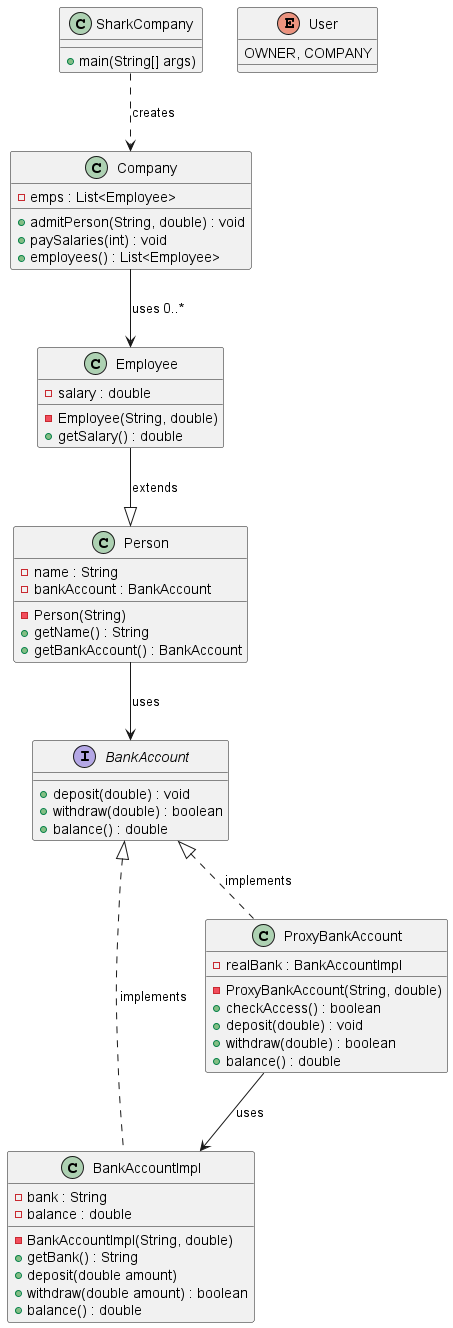 C SharkCompany
main(String[] args)
E User
OWNER, COMPANY
creates
C Company
emps : List<Employee>
admitPerson(String, double) : void
paySalaries(int) : void
employees() : List<Employee>
uses 0..*
C Employee
salary : double
Employee(String, double)
getSalary() : double
extends
C Person
name : String
bankAccount : BankAccount
Person(String)
getName() : String
getBankAccount() : BankAccount
uses
I BankAccount
deposit(double) : void
withdraw(double) : boolean
balance() : double
implements
C ProxyBankAccount
realBank : BankAccountImpl
ProxyBankAccount(String, double)
checkAccess() : boolean
deposit(double) : void
withdraw(double) : boolean
balance() : double
implements
uses
C BankAccountImpl
bank : String
balance : double
BankAccountImpl(String, double)
getBank() : String
deposit(double amount)
withdraw(double amount) : boolean
balance() : double